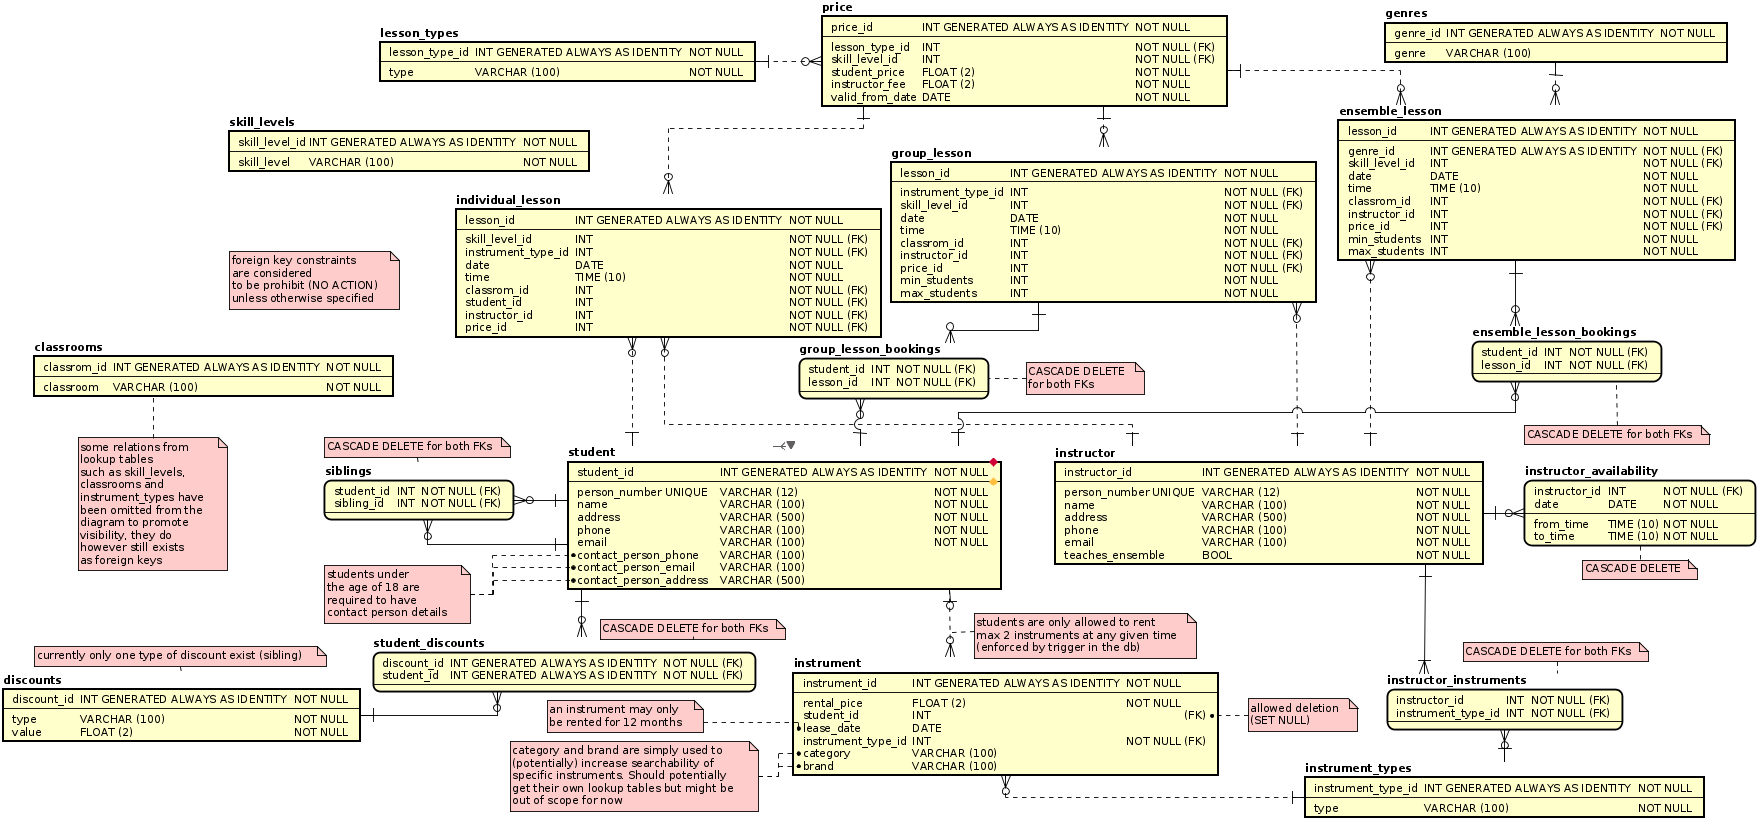 price
price_id INT GENERATED ALWAYS AS IDENTITY NOT NULL
lesson_type_id INT NOT NULL (FK)
skill_level_id INT NOT NULL (FK)
student_price FLOAT (2) NOT NULL
instructor_fee FLOAT (2) NOT NULL
valid_from_date DATE NOT NULL
genres
genre_id INT GENERATED ALWAYS AS IDENTITY NOT NULL
genre VARCHAR (100)
lesson_types
lesson_type_id INT GENERATED ALWAYS AS IDENTITY NOT NULL
type VARCHAR (100) NOT NULL
skill_levels
skill_level_id INT GENERATED ALWAYS AS IDENTITY NOT NULL
skill_level VARCHAR (100) NOT NULL
ensemble_lesson
lesson_id INT GENERATED ALWAYS AS IDENTITY NOT NULL
genre_id INT GENERATED ALWAYS AS IDENTITY NOT NULL (FK)
skill_level_id INT NOT NULL (FK)
date DATE NOT NULL
time TIME (10) NOT NULL
classrom_id INT NOT NULL (FK)
instructor_id INT NOT NULL (FK)
price_id INT NOT NULL (FK)
min_students INT NOT NULL
max_students INT NOT NULL
group_lesson
lesson_id INT GENERATED ALWAYS AS IDENTITY NOT NULL
instrument_type_id INT NOT NULL (FK)
skill_level_id INT NOT NULL (FK)
date DATE NOT NULL
time TIME (10) NOT NULL
classrom_id INT NOT NULL (FK)
instructor_id INT NOT NULL (FK)
price_id INT NOT NULL (FK)
min_students INT NOT NULL
max_students INT NOT NULL
individual_lesson
lesson_id INT GENERATED ALWAYS AS IDENTITY NOT NULL
skill_level_id INT NOT NULL (FK)
instrument_type_id INT NOT NULL (FK)
date DATE NOT NULL
time TIME (10) NOT NULL
classrom_id INT NOT NULL (FK)
student_id INT NOT NULL (FK)
instructor_id INT NOT NULL (FK)
price_id INT NOT NULL (FK)
foreign key constraints
are considered
to be prohibit (NO ACTION)
unless otherwise specified
classrooms
classrom_id INT GENERATED ALWAYS AS IDENTITY NOT NULL
classroom VARCHAR (100) NOT NULL
group_lesson_bookings
student_id INT NOT NULL (FK)
lesson_id INT NOT NULL (FK)
CASCADE DELETE
for both FKs
ensemble_lesson_bookings
student_id INT NOT NULL (FK)
lesson_id INT NOT NULL (FK)
CASCADE DELETE for both FKs
some relations from
lookup tables
such as skill_levels,
classrooms and
instrument_types have
been omitted from the
diagram to promote
visibility, they do
however still exists
as foreign keys
CASCADE DELETE for both FKs
siblings
student_id INT NOT NULL (FK)
sibling_id INT NOT NULL (FK)
student
student_id INT GENERATED ALWAYS AS IDENTITY NOT NULL
person_number UNIQUE VARCHAR (12) NOT NULL
name VARCHAR (100) NOT NULL
address VARCHAR (500) NOT NULL
phone VARCHAR (100) NOT NULL
email VARCHAR (100) NOT NULL
contact_person_phone VARCHAR (100)
contact_person_email VARCHAR (100)
contact_person_address VARCHAR (500)
instructor
instructor_id INT GENERATED ALWAYS AS IDENTITY NOT NULL
person_number UNIQUE VARCHAR (12) NOT NULL
name VARCHAR (100) NOT NULL
address VARCHAR (500) NOT NULL
phone VARCHAR (100) NOT NULL
email VARCHAR (100) NOT NULL
teaches_ensemble BOOL NOT NULL
instructor_availability
instructor_id INT NOT NULL (FK)
date DATE NOT NULL
from_time TIME (10) NOT NULL
to_time TIME (10) NOT NULL
CASCADE DELETE
students under
the age of 18 are
required to have
contact person details
CASCADE DELETE for both FKs
students are only allowed to rent
max 2 instruments at any given time
(enforced by trigger in the db)
currently only one type of discount exist (sibling)
student_discounts
discount_id INT GENERATED ALWAYS AS IDENTITY NOT NULL (FK)
student_id INT GENERATED ALWAYS AS IDENTITY NOT NULL (FK)
discounts
discount_id INT GENERATED ALWAYS AS IDENTITY NOT NULL
type VARCHAR (100) NOT NULL
value FLOAT (2) NOT NULL
instrument
instrument_id INT GENERATED ALWAYS AS IDENTITY NOT NULL
rental_pice FLOAT (2) NOT NULL
student_id INT (FK)
lease_date DATE
instrument_type_id INT NOT NULL (FK)
category VARCHAR (100)
brand VARCHAR (100)
an instrument may only
be rented for 12 months
category and brand are simply used to
(potentially) increase searchability of
specific instruments. Should potentially
get their own lookup tables but might be
out of scope for now
allowed deletion
(SET NULL)
CASCADE DELETE for both FKs
instructor_instruments
instructor_id INT NOT NULL (FK)
instrument_type_id INT NOT NULL (FK)
instrument_types
instrument_type_id INT GENERATED ALWAYS AS IDENTITY NOT NULL
type VARCHAR (100) NOT NULL